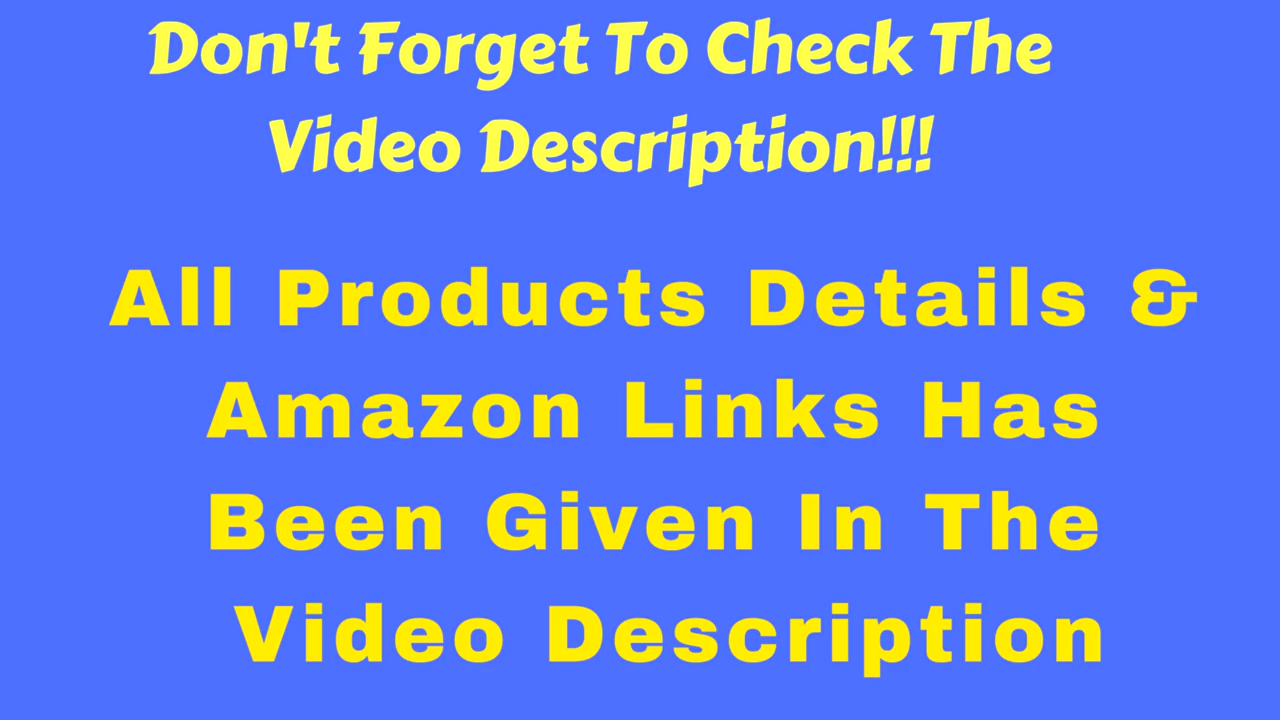 Don't Forget To Check The
Video Description!!!
All Products Details &
Amazon Links Has
Been Given In The
Video Description